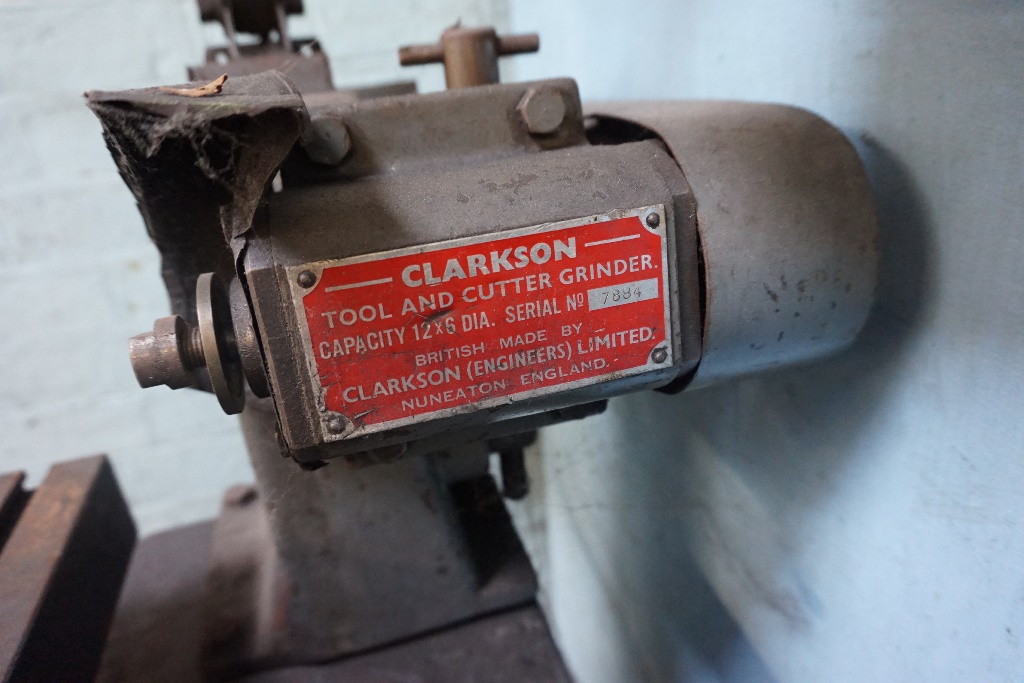 CLARKSON
TOOL AND CUTTER GRINDER.
CAPACITY 12×6 DIA. SERIAL Nº 7884
BRITISH MADE BY
CLARKSON (ENGINEERS) LIMITED.
NUNEATON ENGLAND.